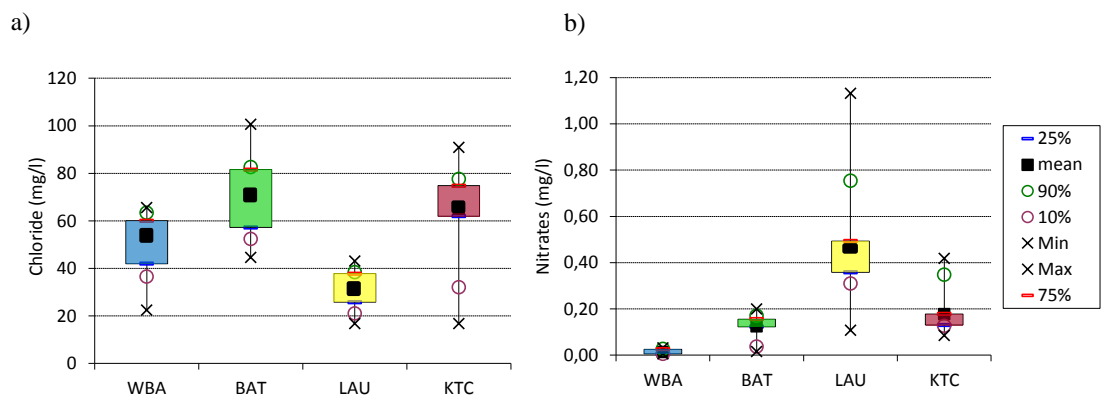 a)
b)
Chloride (mg/l)
120
100
80
60
40
20
0
WBA BAT LAU KTC
Nitrates (mg/l)
1,20
1,00
0,80
0,60
0,40
0,20
0,00
WBA BAT LAU KTC
25%
mean
90%
10%
Min
Max
75%